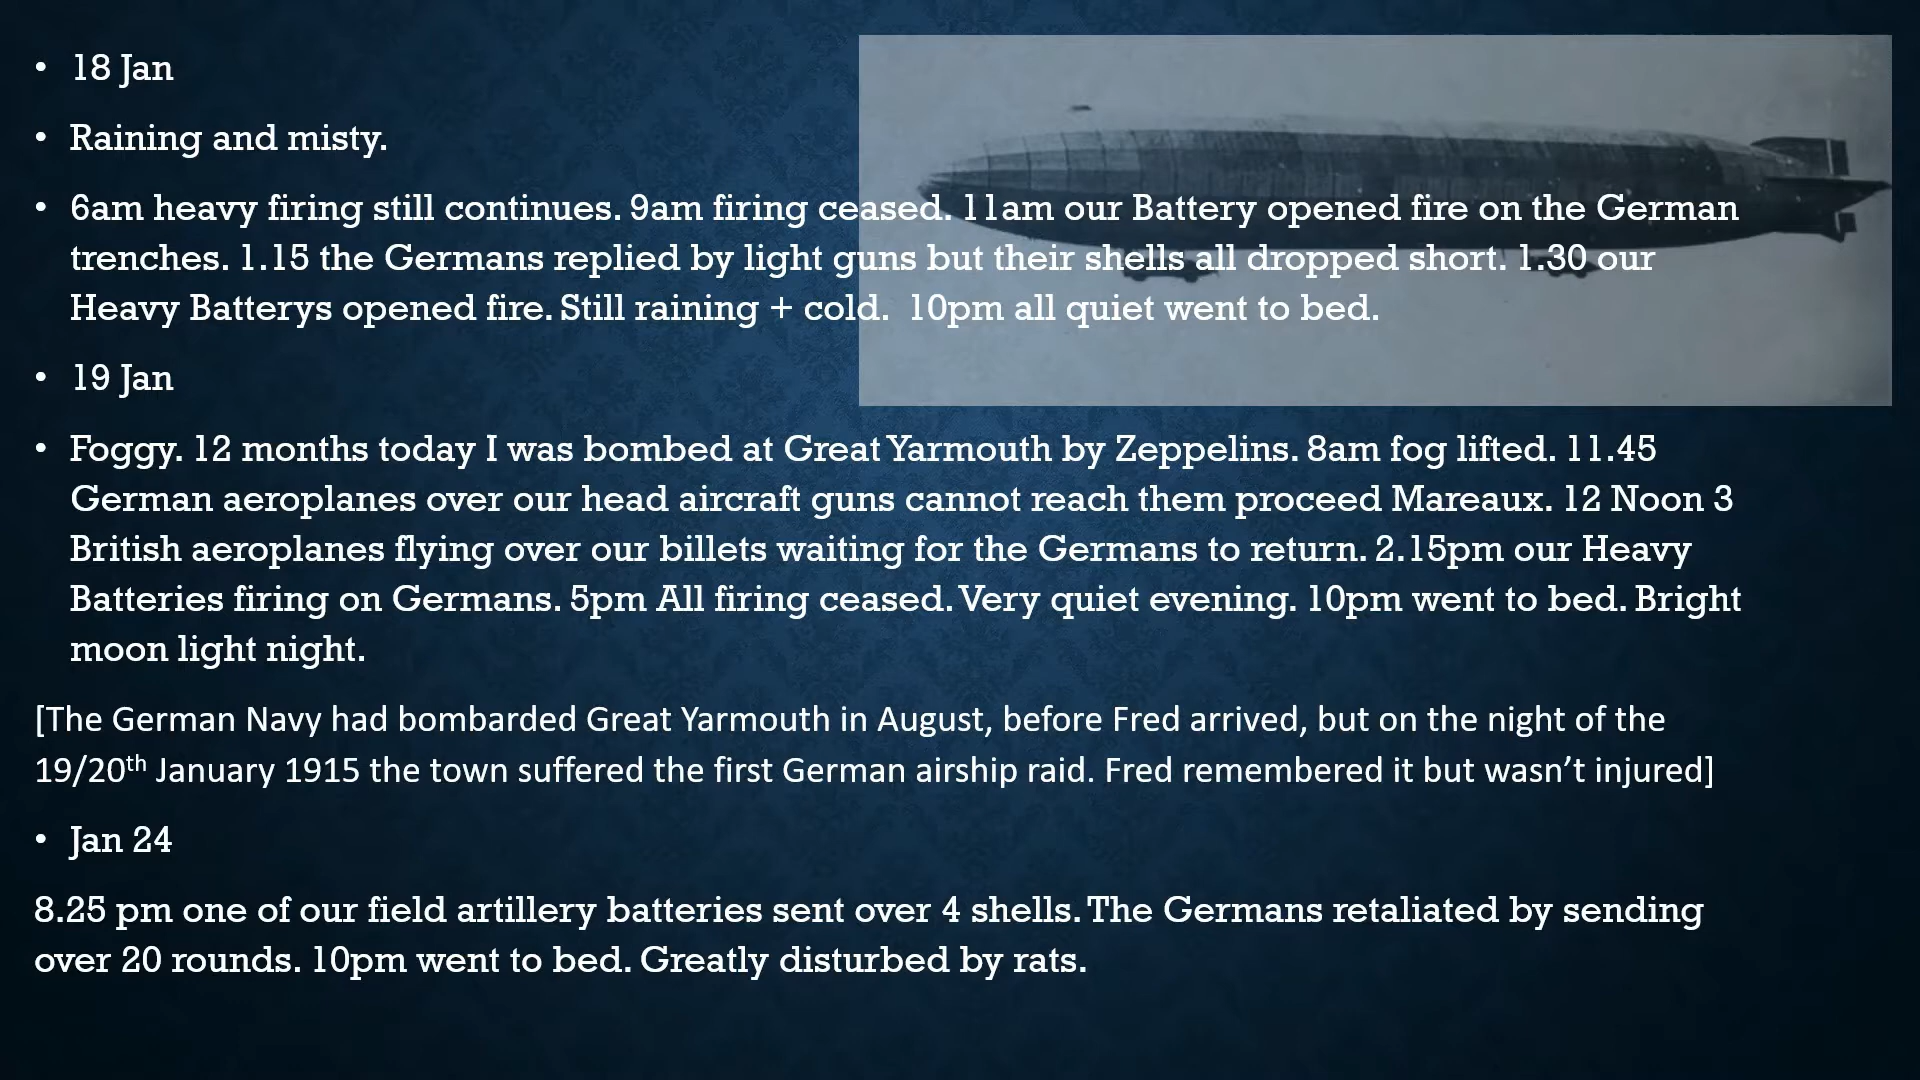 • 18 Jan
• Raining and misty.
• 6am heavy firing still continues. 9am firing ceased. 11am our Battery opened fire on the German
trenches. 1.15 the Germans replied by light guns but their shells all dropped short. 1.30 our
Heavy Batterys opened fire. Still raining + cold.  10pm all quiet went to bed.
• 19 Jan
• Foggy. 12 months today I was bombed at Great Yarmouth by Zeppelins. 8am fog lifted. 11.45
German aeroplanes over our head aircraft guns cannot reach them proceed Mareaux. 12 Noon 3
British aeroplanes flying over our billets waiting for the Germans to return. 2.15pm our Heavy
Batteries firing on Germans. 5pm All firing ceased. Very quiet evening. 10pm went to bed. Bright
moon light night.
[The German Navy had bombarded Great Yarmouth in August, before Fred arrived, but on the night of the
19/20th January 1915 the town suffered the first German airship raid. Fred remembered it but wasn’t injured]
• Jan 24
8.25 pm one of our field artillery batteries sent over 4 shells. The Germans retaliated by sending
over 20 rounds. 10pm went to bed. Greatly disturbed by rats.